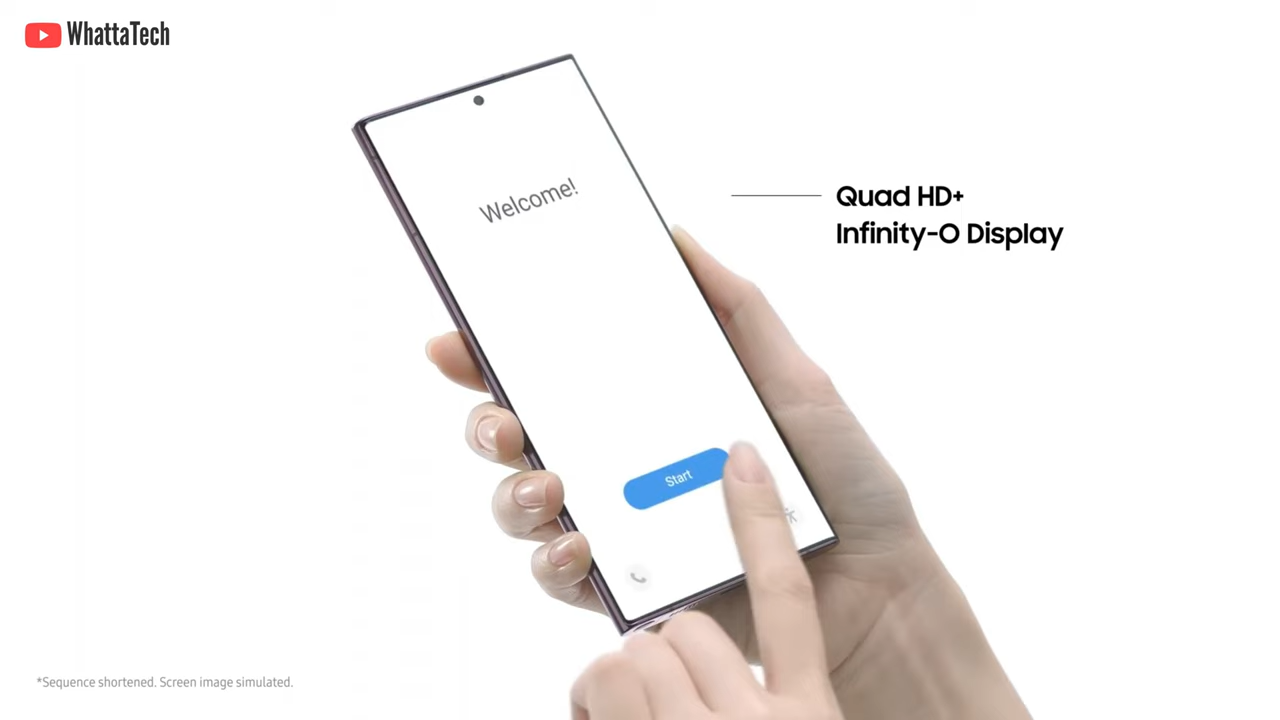 WhattaTech
Welcome!
Quad HD+
Infinity-O Display
Start
*Sequence shortened. Screen image simulated.